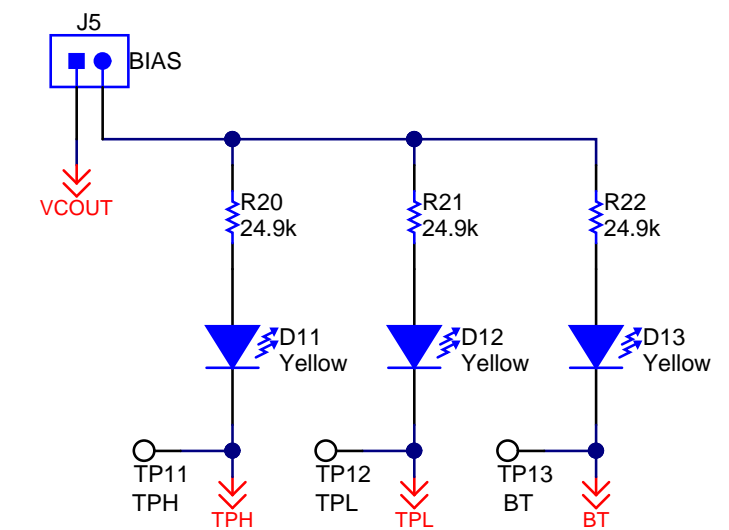 J5
BIAS
VCOUT
R20
24.9k
R21
24.9k
R22
24.9k
D11
Yellow
D12
Yellow
D13
Yellow
TP11
TPH
TPH
TP12
TPL
TPL
TP13
BT
BT